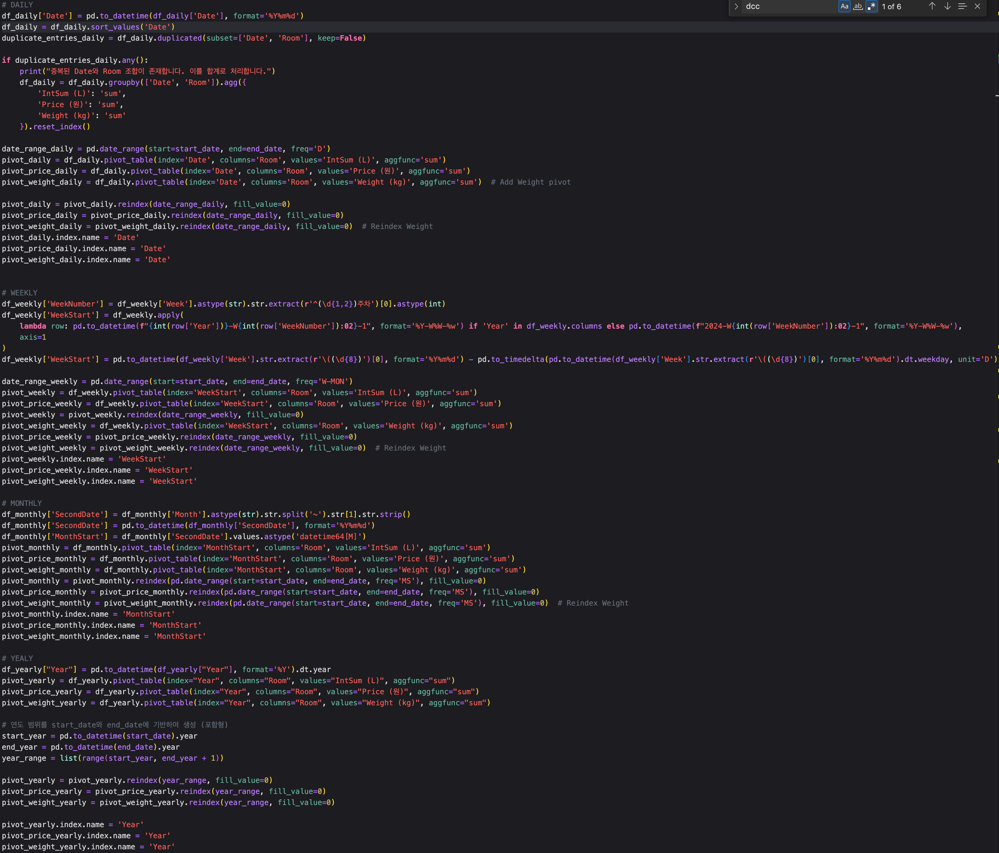 # DAILY
dcc Aa ab .* 1 of 6
df_daily['Date'] = pd.to_datetime(df_daily['Date'], format='%Y%m%d')
df_daily = df_daily.sort_values('Date')
duplicate_entries_daily = df_daily.duplicated(subset=['Date', 'Room'], keep=False)
if duplicate_entries_daily.any():
    print("중복된 Date와 Room 조합이 존재합니다. 이를 합계로 처리합니다.")
    df_daily = df_daily.groupby(['Date', 'Room']).agg({
        'IntSum (L)': 'sum',
        'Price (원)': 'sum',
        'Weight (kg)': 'sum'
    }).reset_index()
date_range_daily = pd.date_range(start=start_date, end=end_date, freq='D')
pivot_daily = df_daily.pivot_table(index='Date', columns='Room', values='IntSum (L)', aggfunc='sum')
pivot_price_daily = df_daily.pivot_table(index='Date', columns='Room', values='Price (원)', aggfunc='sum')
pivot_weight_daily = df_daily.pivot_table(index='Date', columns='Room', values='Weight (kg)', aggfunc='sum')  # Add Weight pivot
pivot_daily = pivot_daily.reindex(date_range_daily, fill_value=0)
pivot_price_daily = pivot_price_daily.reindex(date_range_daily, fill_value=0)
pivot_weight_daily = pivot_weight_daily.reindex(date_range_daily, fill_value=0)  # Reindex Weight
pivot_daily.index.name = 'Date'
pivot_price_daily.index.name = 'Date'
pivot_weight_daily.index.name = 'Date'
# WEEKLY
df_weekly['WeekNumber'] = df_weekly['Week'].astype(str).str.extract(r'^(\d{1,2})주차')[0].astype(int)
df_weekly['WeekStart'] = df_weekly.apply(
    lambda row: pd.to_datetime(f"{int(row['Year'])}-W{int(row['WeekNumber']):02}-1", format='%Y-W%W-%w') if 'Year' in df_weekly.columns else pd.to_datetime(f"2024-W{int(row['WeekNumber']):02}-1", format='%Y-W%W-%w'),
    axis=1
)
df_weekly['WeekStart'] = pd.to_datetime(df_weekly['Week'].str.extract(r'\((\d{8})')[0], format='%Y%m%d') - pd.to_timedelta(pd.to_datetime(df_weekly['Week'].str.extract(r'\((\d{8})')[0], format='%Y%m%d').dt.weekday, unit='D')
date_range_weekly = pd.date_range(start=start_date, end=end_date, freq='W-MON')
pivot_weekly = df_weekly.pivot_table(index='WeekStart', columns='Room', values='IntSum (L)', aggfunc='sum')
pivot_price_weekly = df_weekly.pivot_table(index='WeekStart', columns='Room', values='Price (원)', aggfunc='sum')
pivot_weekly = pivot_weekly.reindex(date_range_weekly, fill_value=0)
pivot_weight_weekly = df_weekly.pivot_table(index='WeekStart', columns='Room', values='Weight (kg)', aggfunc='sum')
pivot_price_weekly = pivot_price_weekly.reindex(date_range_weekly, fill_value=0)
pivot_weight_weekly = pivot_weight_weekly.reindex(date_range_weekly, fill_value=0)  # Reindex Weight
pivot_weekly.index.name = 'WeekStart'
pivot_price_weekly.index.name = 'WeekStart'
pivot_weight_weekly.index.name = 'WeekStart'
# MONTHLY
df_monthly['SecondDate'] = df_monthly['Month'].astype(str).str.split('~').str[1].str.strip()
df_monthly['SecondDate'] = pd.to_datetime(df_monthly['SecondDate'], format='%Y%m%d')
df_monthly['MonthStart'] = df_monthly['SecondDate'].values.astype('datetime64[M]')
pivot_monthly = df_monthly.pivot_table(index='MonthStart', columns='Room', values='IntSum (L)', aggfunc='sum')
pivot_price_monthly = df_monthly.pivot_table(index='MonthStart', columns='Room', values='Price (원)', aggfunc='sum')
pivot_weight_monthly = df_monthly.pivot_table(index='MonthStart', columns='Room', values='Weight (kg)', aggfunc='sum')
pivot_monthly = pivot_monthly.reindex(pd.date_range(start=start_date, end=end_date, freq='MS'), fill_value=0)
pivot_price_monthly = pivot_price_monthly.reindex(pd.date_range(start=start_date, end=end_date, freq='MS'), fill_value=0)
pivot_weight_monthly = pivot_weight_monthly.reindex(pd.date_range(start=start_date, end=end_date, freq='MS'), fill_value=0)  # Reindex Weight
pivot_monthly.index.name = 'MonthStart'
pivot_price_monthly.index.name = 'MonthStart'
pivot_weight_monthly.index.name = 'MonthStart'
# YEALY
df_yearly["Year"] = pd.to_datetime(df_yearly["Year"], format='%Y').dt.year
pivot_yearly = df_yearly.pivot_table(index="Year", columns="Room", values="IntSum (L)", aggfunc="sum")
pivot_price_yearly = df_yearly.pivot_table(index="Year", columns="Room", values="Price (원)", aggfunc="sum")
pivot_weight_yearly = df_yearly.pivot_table(index="Year", columns="Room", values="Weight (kg)", aggfunc="sum")
# 연도 범위를 start_date와 end_date에 기반하여 생성 (포함형)
start_year = pd.to_datetime(start_date).year
end_year = pd.to_datetime(end_date).year
year_range = list(range(start_year, end_year + 1))
pivot_yearly = pivot_yearly.reindex(year_range, fill_value=0)
pivot_price_yearly = pivot_price_yearly.reindex(year_range, fill_value=0)
pivot_weight_yearly = pivot_weight_yearly.reindex(year_range, fill_value=0)
pivot_yearly.index.name = 'Year'
pivot_price_yearly.index.name = 'Year'
pivot_weight_yearly.index.name = 'Year'